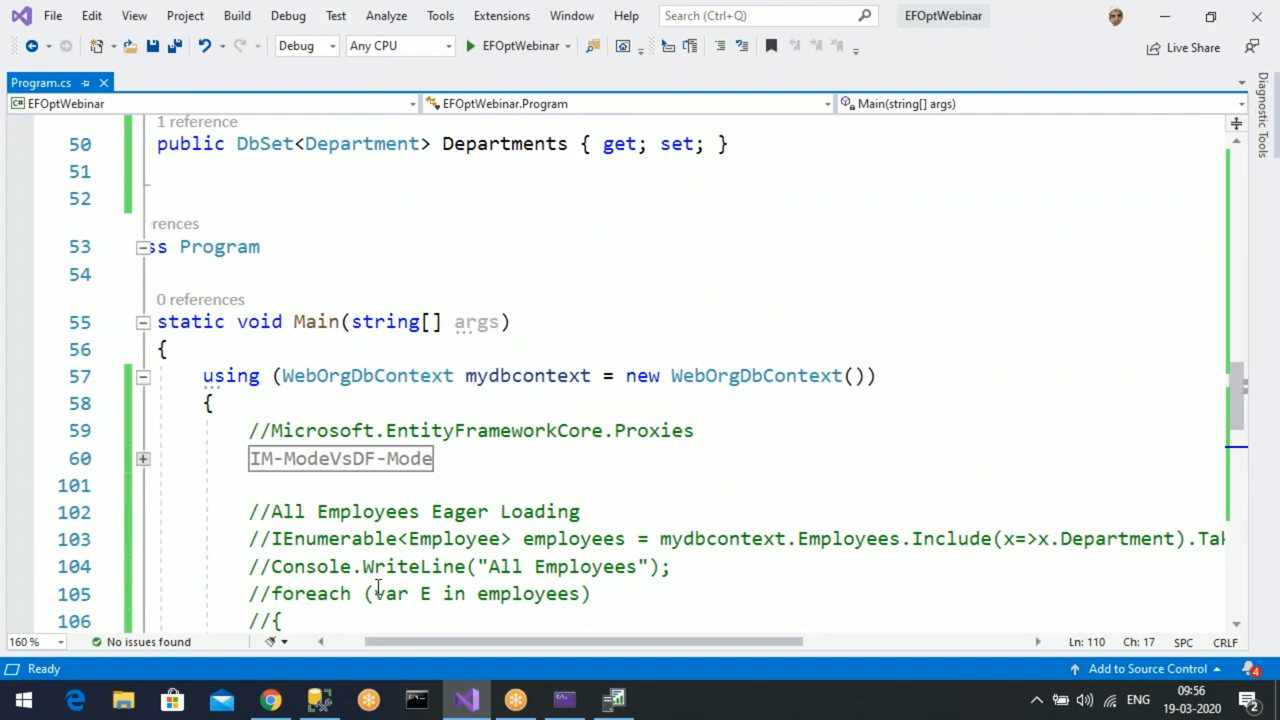 File Edit View Project Build Debug Test Analyze Tools Extensions Window Help Search (Ctrl+Q) EFOptWebinar
Debug Any CPU EFOptWebinar Live Share
Program.cs
C# EFOptWebinar EFOptWebinar.Program Main(string[] args)
Diagnostic Tools
1 reference
50 public DbSet<Department> Departments { get; set; }
51
52
rences
53 ss Program
54
0 references
55 static void Main(string[] args)
56 {
57 using (WebOrgDbContext mydbcontext = new WebOrgDbContext())
58 {
59 //Microsoft.EntityFrameworkCore.Proxies
60 IM-ModeVsDF-Mode
101
102 //All Employees Eager Loading
103 //IEnumerable<Employee> employees = mydbcontext.Employees.Include(x=>x.Department).Tak
104 //Console.WriteLine("All Employees");
105 //foreach (var E in employees)
106 //{
160 % No issues found Ln: 110 Ch: 17 SPC CRLF
Ready Add to Source Control 4
ENG 09:56
19-03-2020 2